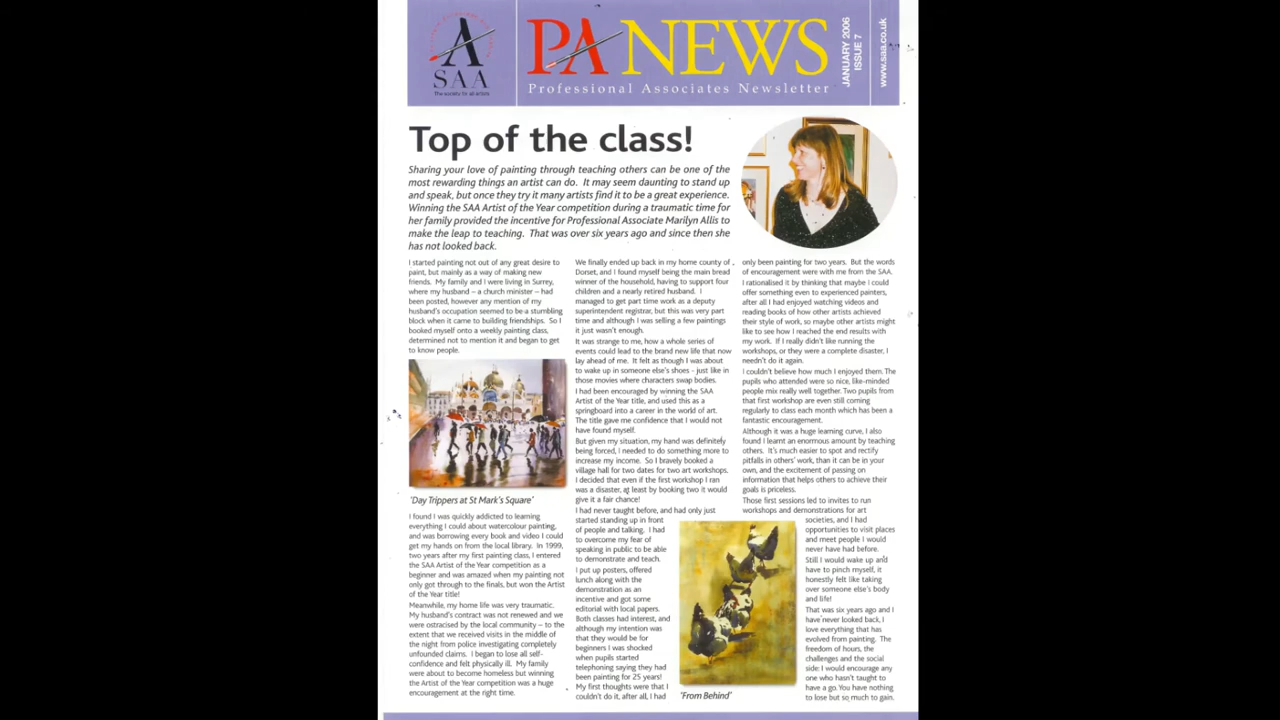 A
SAA
The society for all artists
PA NEWS
Professional Associates Newsletter
JANUARY 2006
ISSUE 7
www.saa.co.uk
Top of the class!
Sharing your love of painting through teaching others can be one of the
most rewarding things an artist can do. It may seem daunting to stand up
and speak, but once they try it many artists find it to be a great experience.
Winning the SAA Artist of the Year competition during a traumatic time for
her family provided the incentive for Professional Associate Marilyn Allis to
make the leap to teaching. That was over six years ago and since then she
has not looked back.
I started painting not out of any great desire to
paint, but mainly as a way of making new
friends. My family and I were living in Surrey,
where my husband – a church minister – had
been posted, however any mention of my
husband's occupation seemed to be a stumbling
block when it came to building friendships. So I
booked myself onto a weekly painting class,
determined not to mention it and began to get
to know people.
'Day Trippers at St Mark's Square'
I found I was quickly addicted to learning
everything I could about watercolour painting,
and was borrowing every book and video I could
get my hands on from the local library. In 1999,
two years after my first painting class, I entered
the SAA Artist of the Year competition as a
beginner and was amazed when my painting not
only got through to the finals, but won the Artist
of the Year title!
Meanwhile, my home life was very traumatic.
My husband's contract was not renewed and we
were ostracised by the local community – to the
extent that we received visits in the middle of
the night from police investigating completely
unfounded claims. I began to lose all self-
confidence and felt physically ill. My family
were about to become homeless but winning
the Artist of the Year competition was a huge
encouragement at the right time.
We finally ended up back in my home county of
Dorset, and I found myself being the main bread
winner of the household, having to support four
children and a nearly retired husband. I
managed to get part time work as a deputy
superintendent registrar, but this was very part
time and although I was selling a few paintings
it just wasn't enough.
It was strange to me, how a whole series of
events could lead to the brand new life that now
lay ahead of me. It felt as though I was about
to wake up in someone else's shoes - just like in
those movies where characters swap bodies.
I had been encouraged by winning the SAA
Artist of the Year title, and used this as a
springboard into a career in the world of art.
The title gave me confidence that I would not
have found myself.
But given my situation, my hand was definitely
being forced, I needed to do something more to
increase my income. So I bravely booked a
village hall for two dates for two art workshops.
I decided that even if the first workshop I ran
was a disaster, at least by booking two it would
give it a fair chance!
I had never taught before, and had only just
started standing up in front
of people and talking. I had
to overcome my fear of
speaking in public to be able
to demonstrate and teach.
I put up posters, offered
lunch along with the
demonstration as an
incentive and got some
editorial with local papers.
Both classes had interest, and
although my intention was
that they would be for
beginners I was shocked
when pupils started
telephoning saying they had
been painting for 25 years!
My first thoughts were that I
couldn't do it, after all, I had
'From Behind'
only been painting for two years. But the words
of encouragement were with me from the SAA.
I rationalised it by thinking that maybe I could
offer something even to experienced painters,
after all I had enjoyed watching videos and
reading books of how other artists achieved
their style of work, so maybe other artists might
like to see how I reached the end results with
my work. If I really didn't like running the
workshops, or they were a complete disaster, I
needn't do it again.
I couldn't believe how much I enjoyed them. The
pupils who attended were so nice, like-minded
people mix really well together. Two pupils from
that first workshop are even still coming
regularly to class each month which has been a
fantastic encouragement.
Although it was a huge learning curve, I also
found I learnt an enormous amount by teaching
others. It's much easier to spot and rectify
pitfalls in others' work, than it can be in your
own, and the excitement of passing on
information that helps others to achieve their
goals is priceless.
Those first sessions led to invites to run
workshops and demonstrations for art
societies, and I had
opportunities to visit places
and meet people I would
never have had before.
Still I would wake up and
have to pinch myself, it
honestly felt like taking
over someone else's body
and life!
That was six years ago and I
have never looked back, I
love everything that has
evolved from painting. The
freedom of hours, the
challenges and the social
side: I would encourage any
one who hasn't taught to
have a go. You have nothing
to lose but so much to gain.